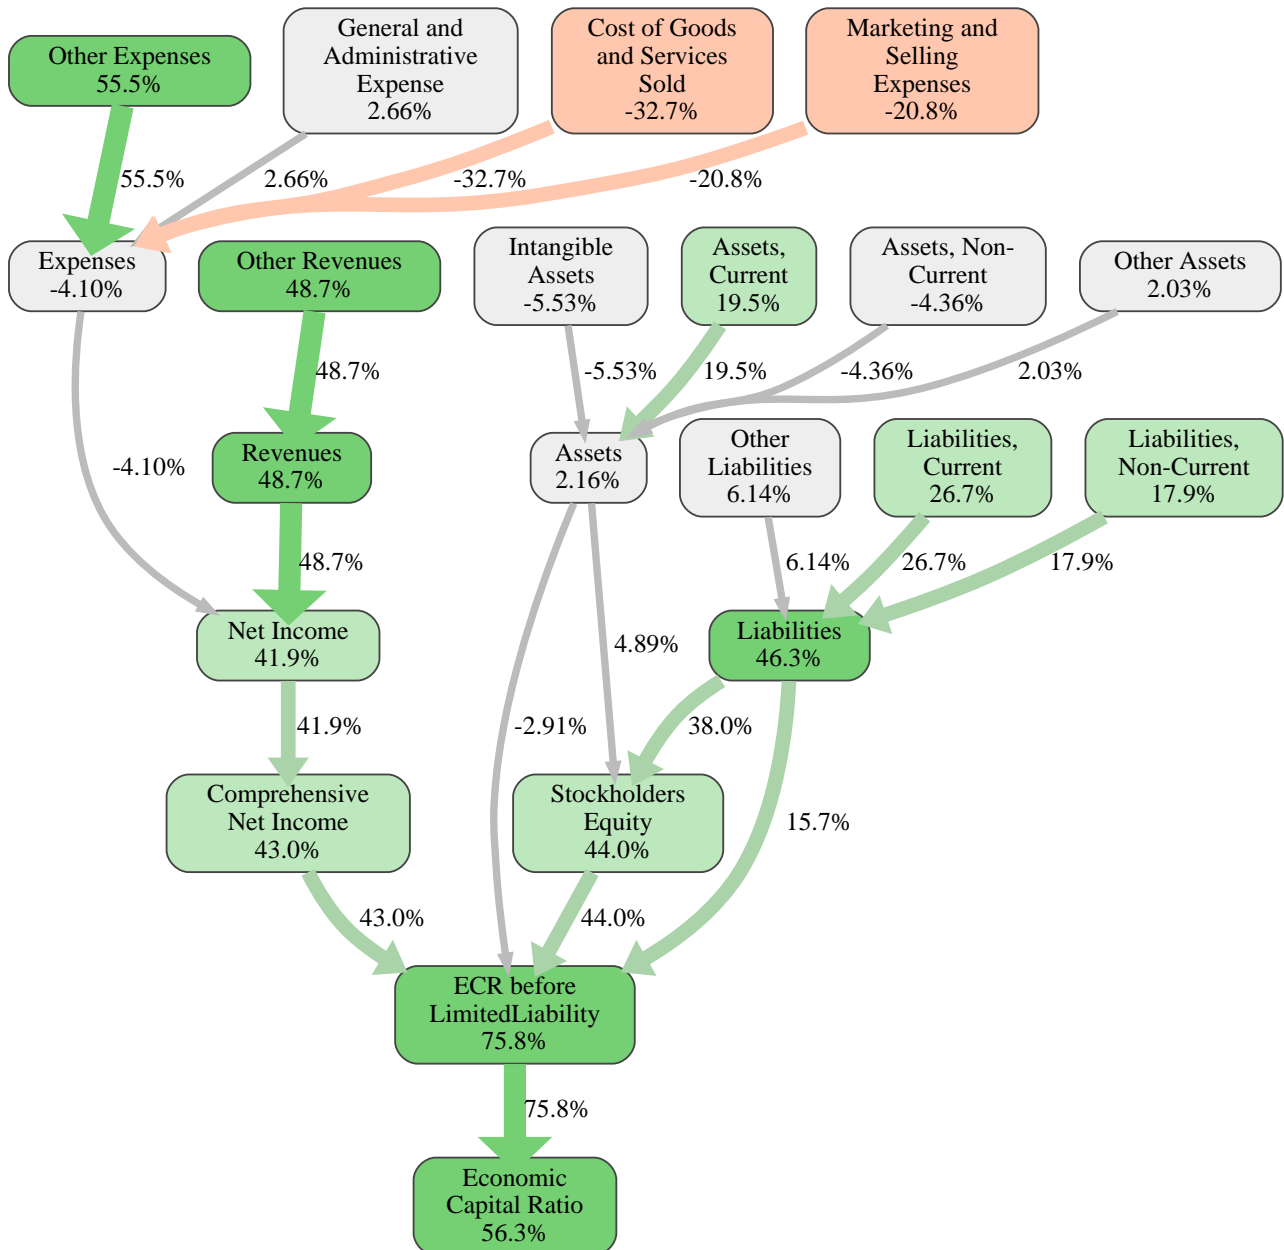 Other Expenses
55.5%
General and
Administrative
Expense
2.66%
Cost of Goods
and Services
Sold
-32.7%
Marketing and
Selling
Expenses
-20.8%
55.5%
2.66%
-32.7%
-20.8%
Expenses
-4.10%
Other Revenues
48.7%
Intangible
Assets
-5.53%
Assets,
Current
19.5%
Assets, Non-
Current
-4.36%
Other Assets
2.03%
48.7%
-5.53%
19.5%
-4.36%
2.03%
Revenues
48.7%
Assets
2.16%
Other
Liabilities
6.14%
Liabilities,
Current
26.7%
Liabilities,
Non-Current
17.9%
-4.10%
48.7%
6.14%
26.7%
17.9%
Net Income
41.9%
4.89%
Liabilities
46.3%
41.9%
-2.91%
38.0%
Comprehensive
Net Income
43.0%
Stockholders
Equity
44.0%
15.7%
43.0%
44.0%
ECR before
LimitedLiability
75.8%
75.8%
Economic
Capital Ratio
56.3%